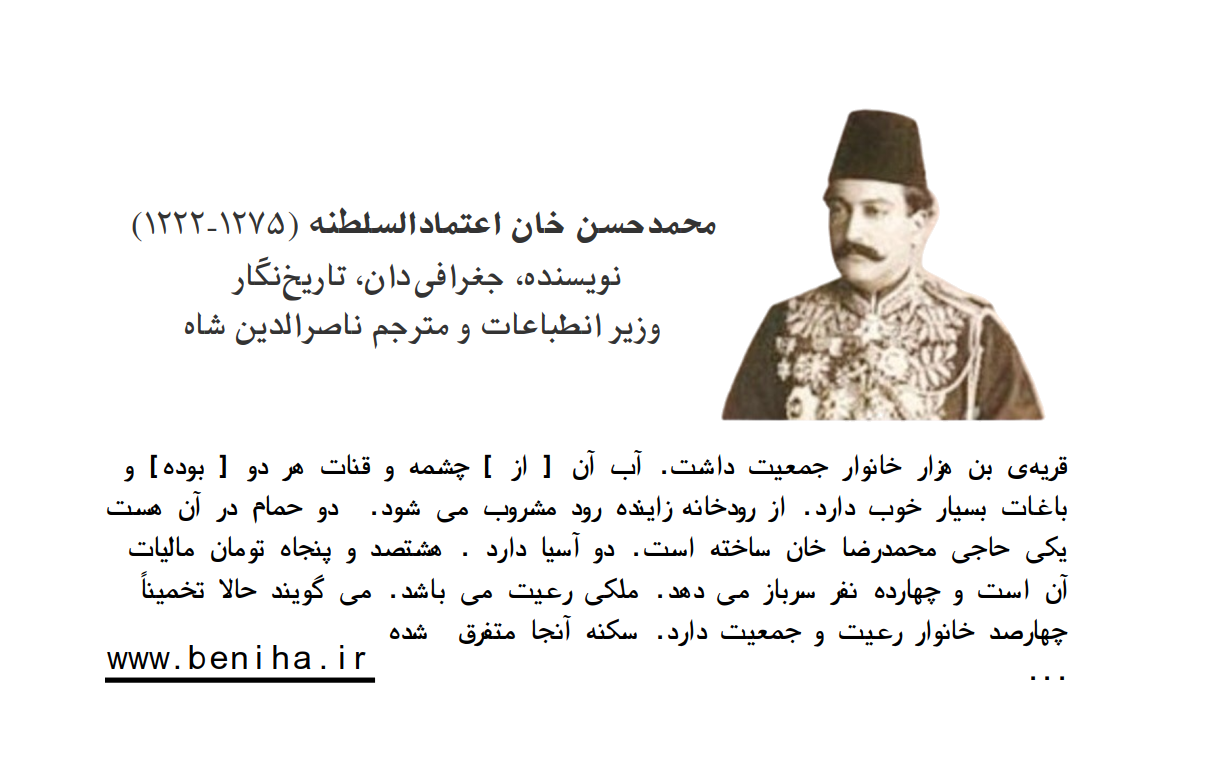 محمدحسن خان اعتمادالسلطنه (۱۲۷۵-۱۲۲۲)
نویسنده، جغرافی‌دان، تاریخ‌نگار
وزیر انطباعات و مترجم ناصرالدین شاه
قریه‌ی بن هزار خانوار جمعیت داشت. آب آن [ از ] چشمه و قنات هر دو [ بوده] و
باغات بسیار خوب دارد. از رودخانه زاینده رود مشروب می شود. دو حمام در آن هست
یکی حاجی محمدرضا خان ساخته است. دو آسیا دارد . هشتصد و پنجاه تومان مالیات
آن است و چهارده نفر سرباز می دهد. ملکی رعیت می باشد. می گویند حالا تخمیناً
چهارصد خانوار رعیت و جمعیت دارد. سکنه آنجا متفرق شده
...
www.beniha.ir